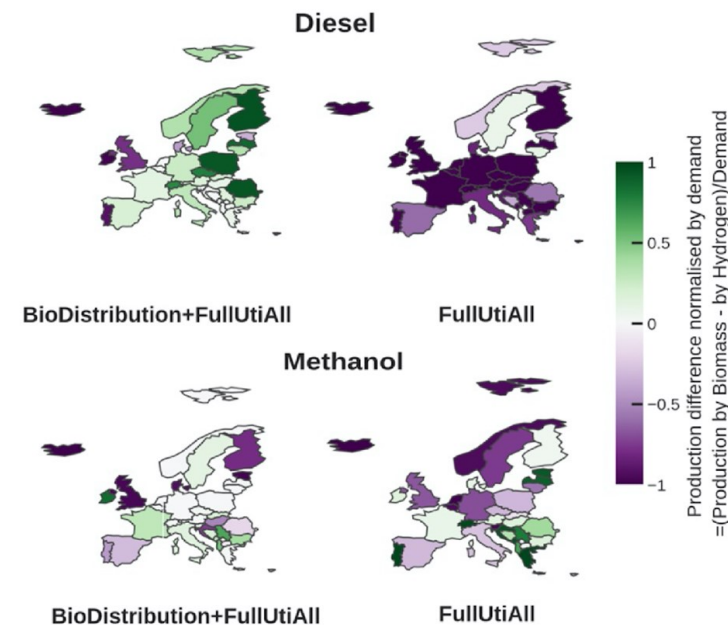 Diesel
BioDistribution+FullUtiAll
FullUtiAll
Methanol
BioDistribution+FullUtiAll
FullUtiAll
1
0.5
0
−0.5
−1
Production difference normalised by demand
=(Production by Biomass - by Hydrogen)/Demand